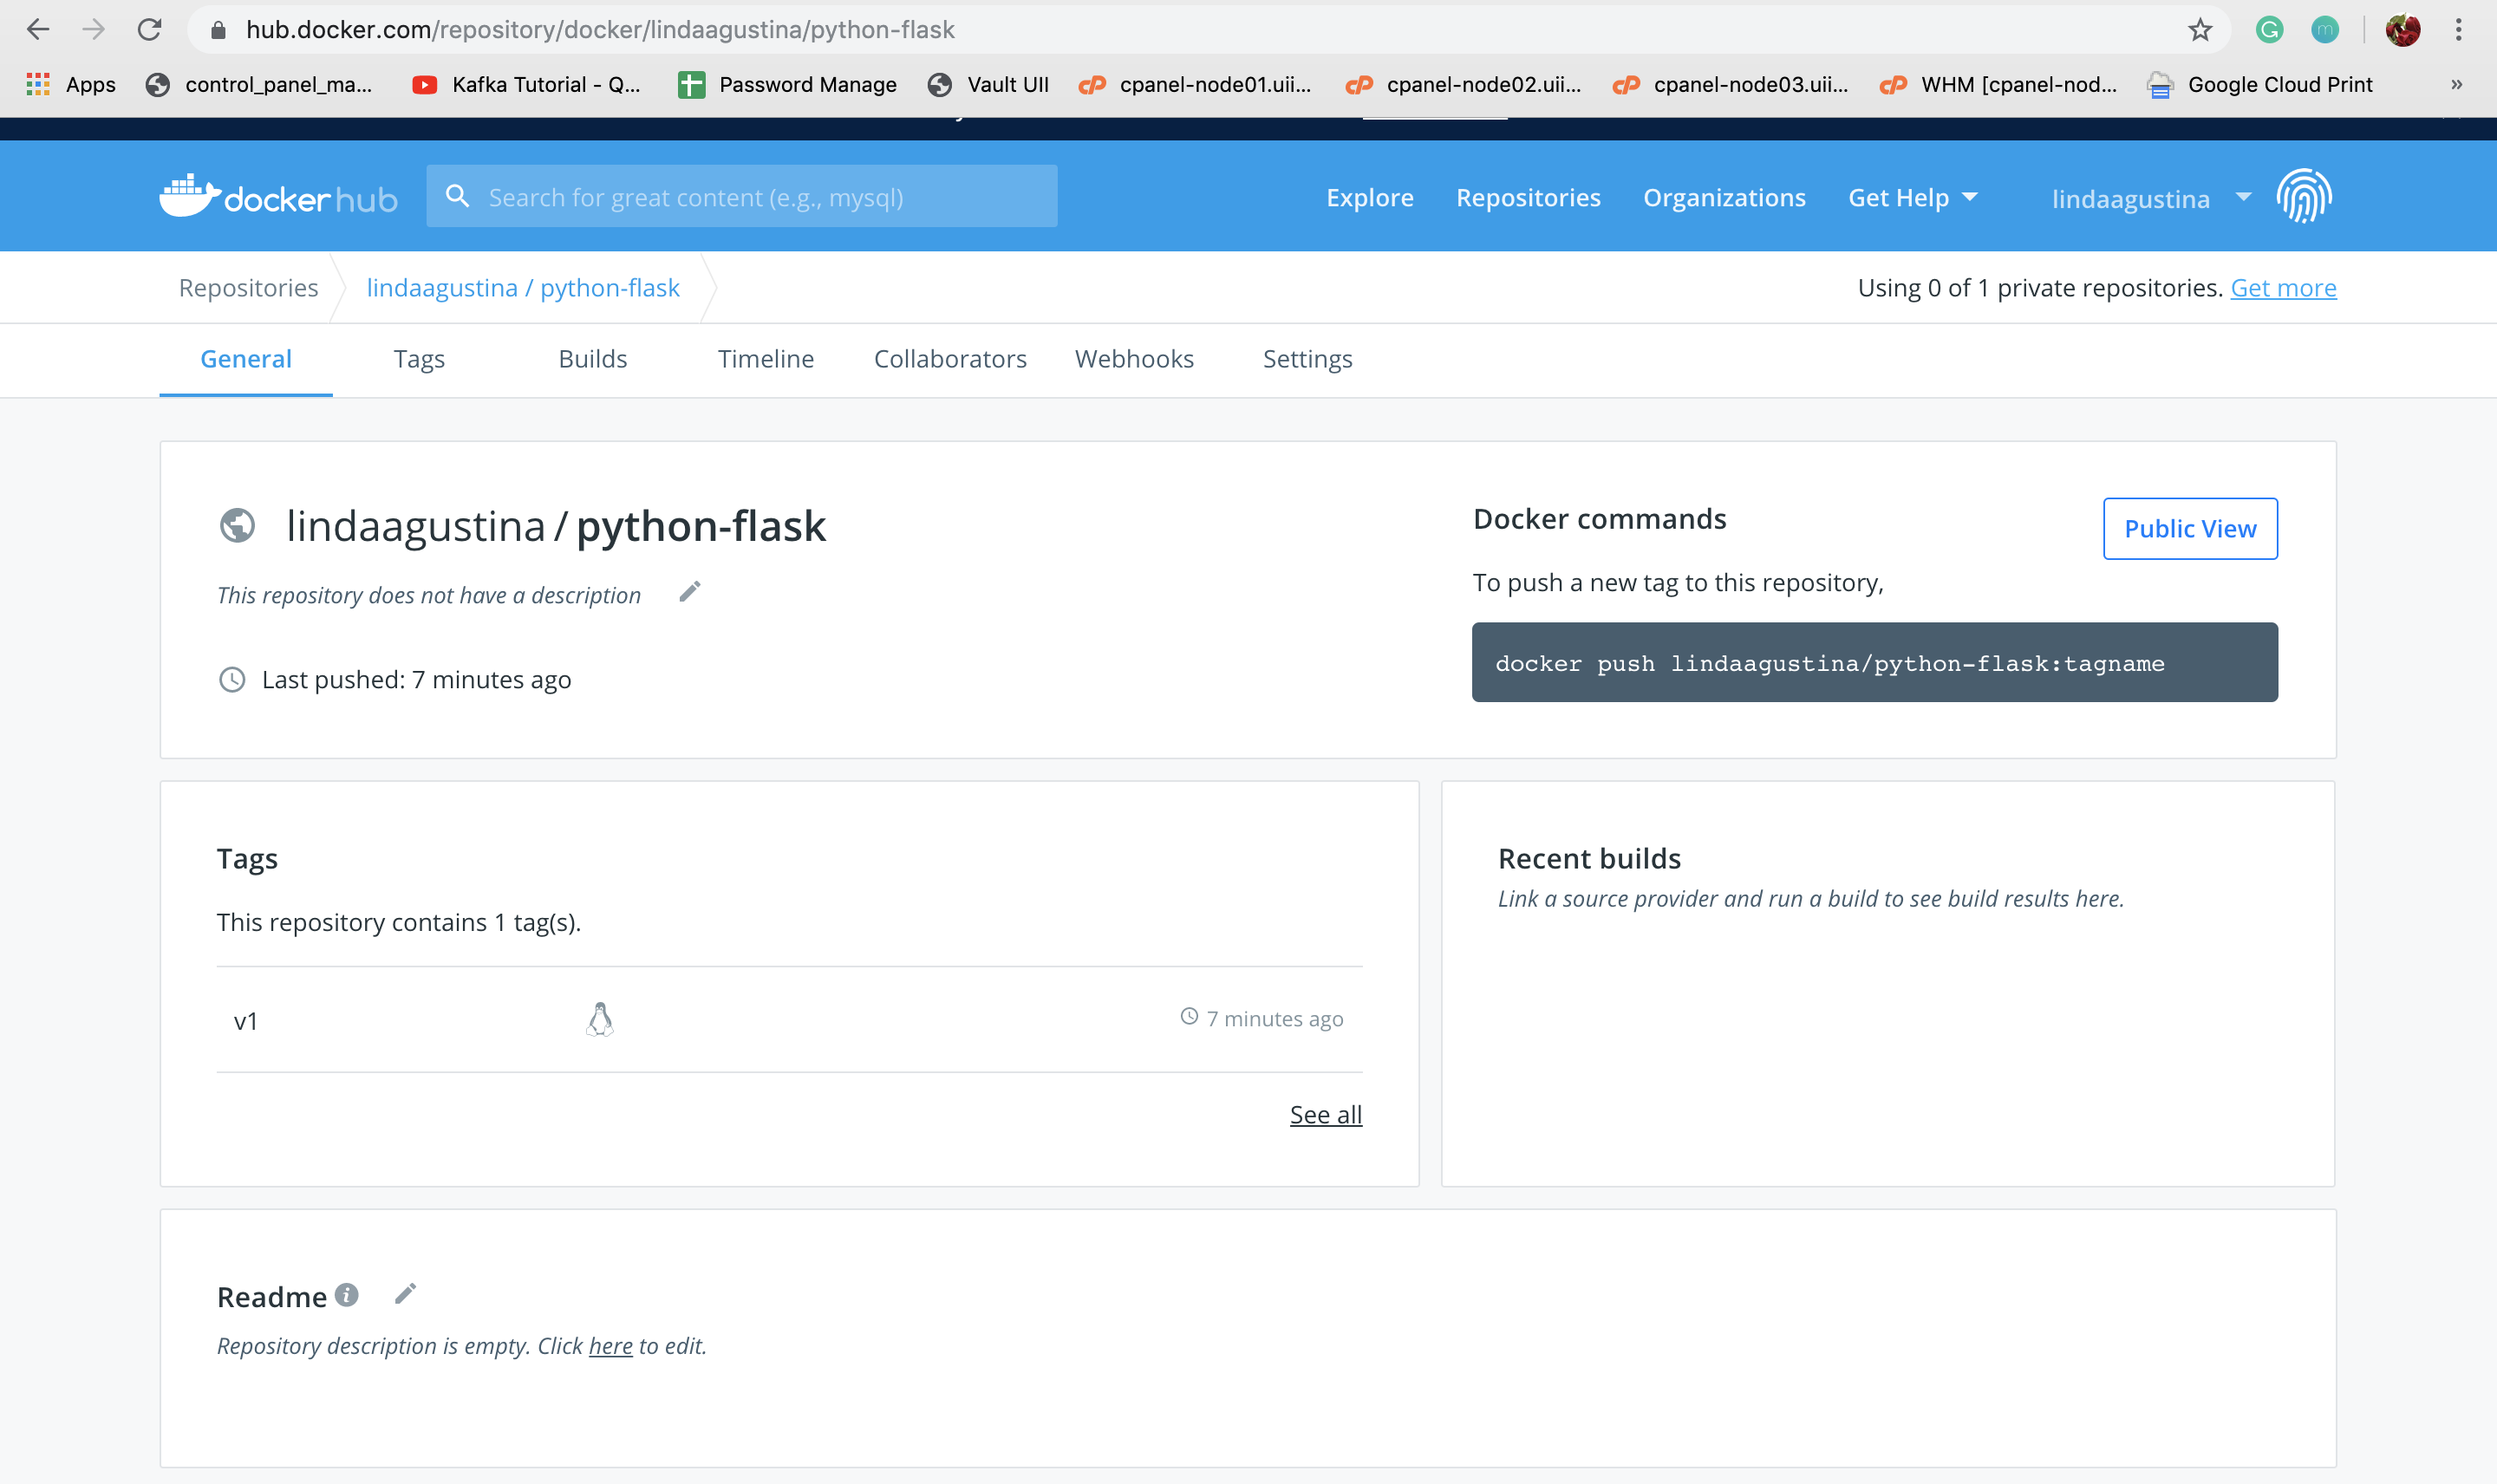 hub.docker.com/repository/docker/lindaagustina/python-flask
Apps control_panel_ma... Kafka Tutorial - Q... Password Manage Vault UII cpanel-node01.uii... cpanel-node02.uii... cpanel-node03.uii... WHM [cpanel-nod... Google Cloud Print »
docker hub Search for great content (e.g., mysql) Explore Repositories Organizations Get Help lindaagustina
Repositories lindaagustina / python-flask Using 0 of 1 private repositories. Get more
General Tags Builds Timeline Collaborators Webhooks Settings
lindaagustina / python-flask
This repository does not have a description
Last pushed: 7 minutes ago
Docker commands
Public View
To push a new tag to this repository,
docker push lindaagustina/python-flask:tagname
Tags
This repository contains 1 tag(s).
v1 7 minutes ago
See all
Recent builds
Link a source provider and run a build to see build results here.
Readme
Repository description is empty. Click here to edit.